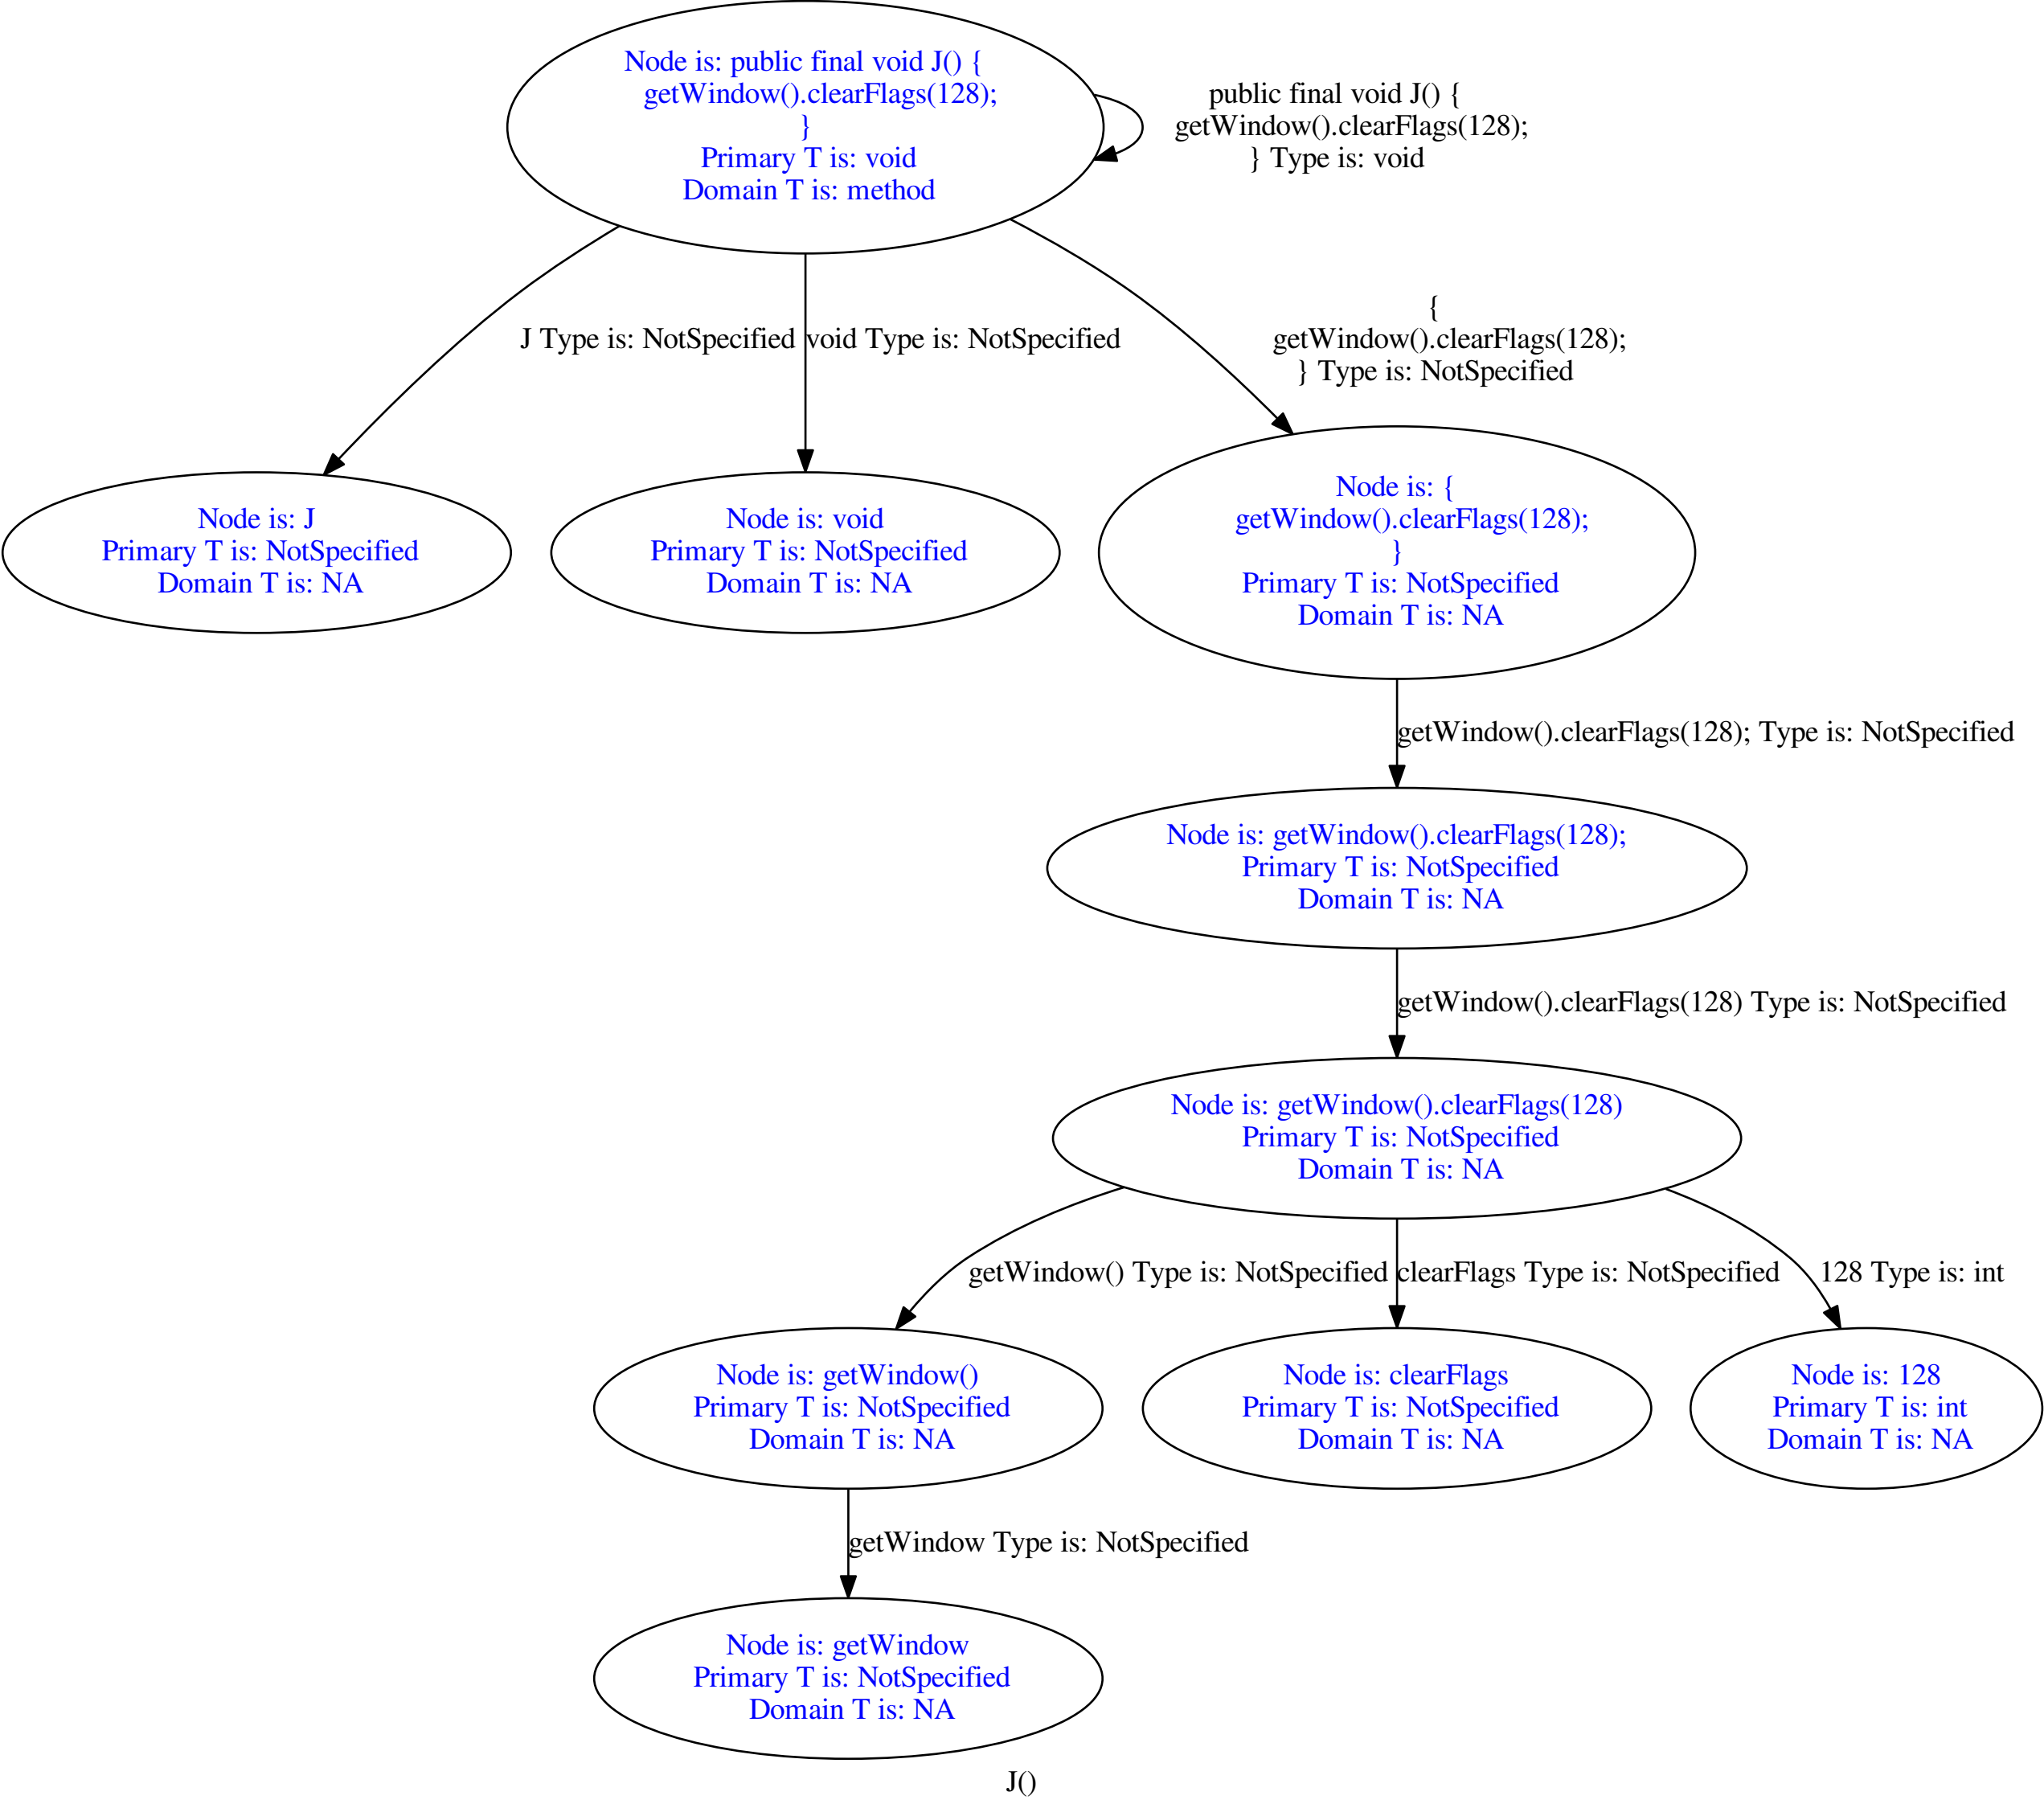 Node is: public final void J() {
getWindow().clearFlags(128);
}
Primary T is: void
Domain T is: method
public final void J() {
getWindow().clearFlags(128);
} Type is: void
J Type is: NotSpecified
void Type is: NotSpecified
{
getWindow().clearFlags(128);
} Type is: NotSpecified
Node is: J
Primary T is: NotSpecified
Domain T is: NA
Node is: void
Primary T is: NotSpecified
Domain T is: NA
Node is: {
getWindow().clearFlags(128);
}
Primary T is: NotSpecified
Domain T is: NA
getWindow().clearFlags(128); Type is: NotSpecified
Node is: getWindow().clearFlags(128);
Primary T is: NotSpecified
Domain T is: NA
getWindow().clearFlags(128) Type is: NotSpecified
Node is: getWindow().clearFlags(128)
Primary T is: NotSpecified
Domain T is: NA
getWindow() Type is: NotSpecified
clearFlags Type is: NotSpecified
128 Type is: int
Node is: getWindow()
Primary T is: NotSpecified
Domain T is: NA
Node is: clearFlags
Primary T is: NotSpecified
Domain T is: NA
Node is: 128
Primary T is: int
Domain T is: NA
getWindow Type is: NotSpecified
Node is: getWindow
Primary T is: NotSpecified
Domain T is: NA
J()